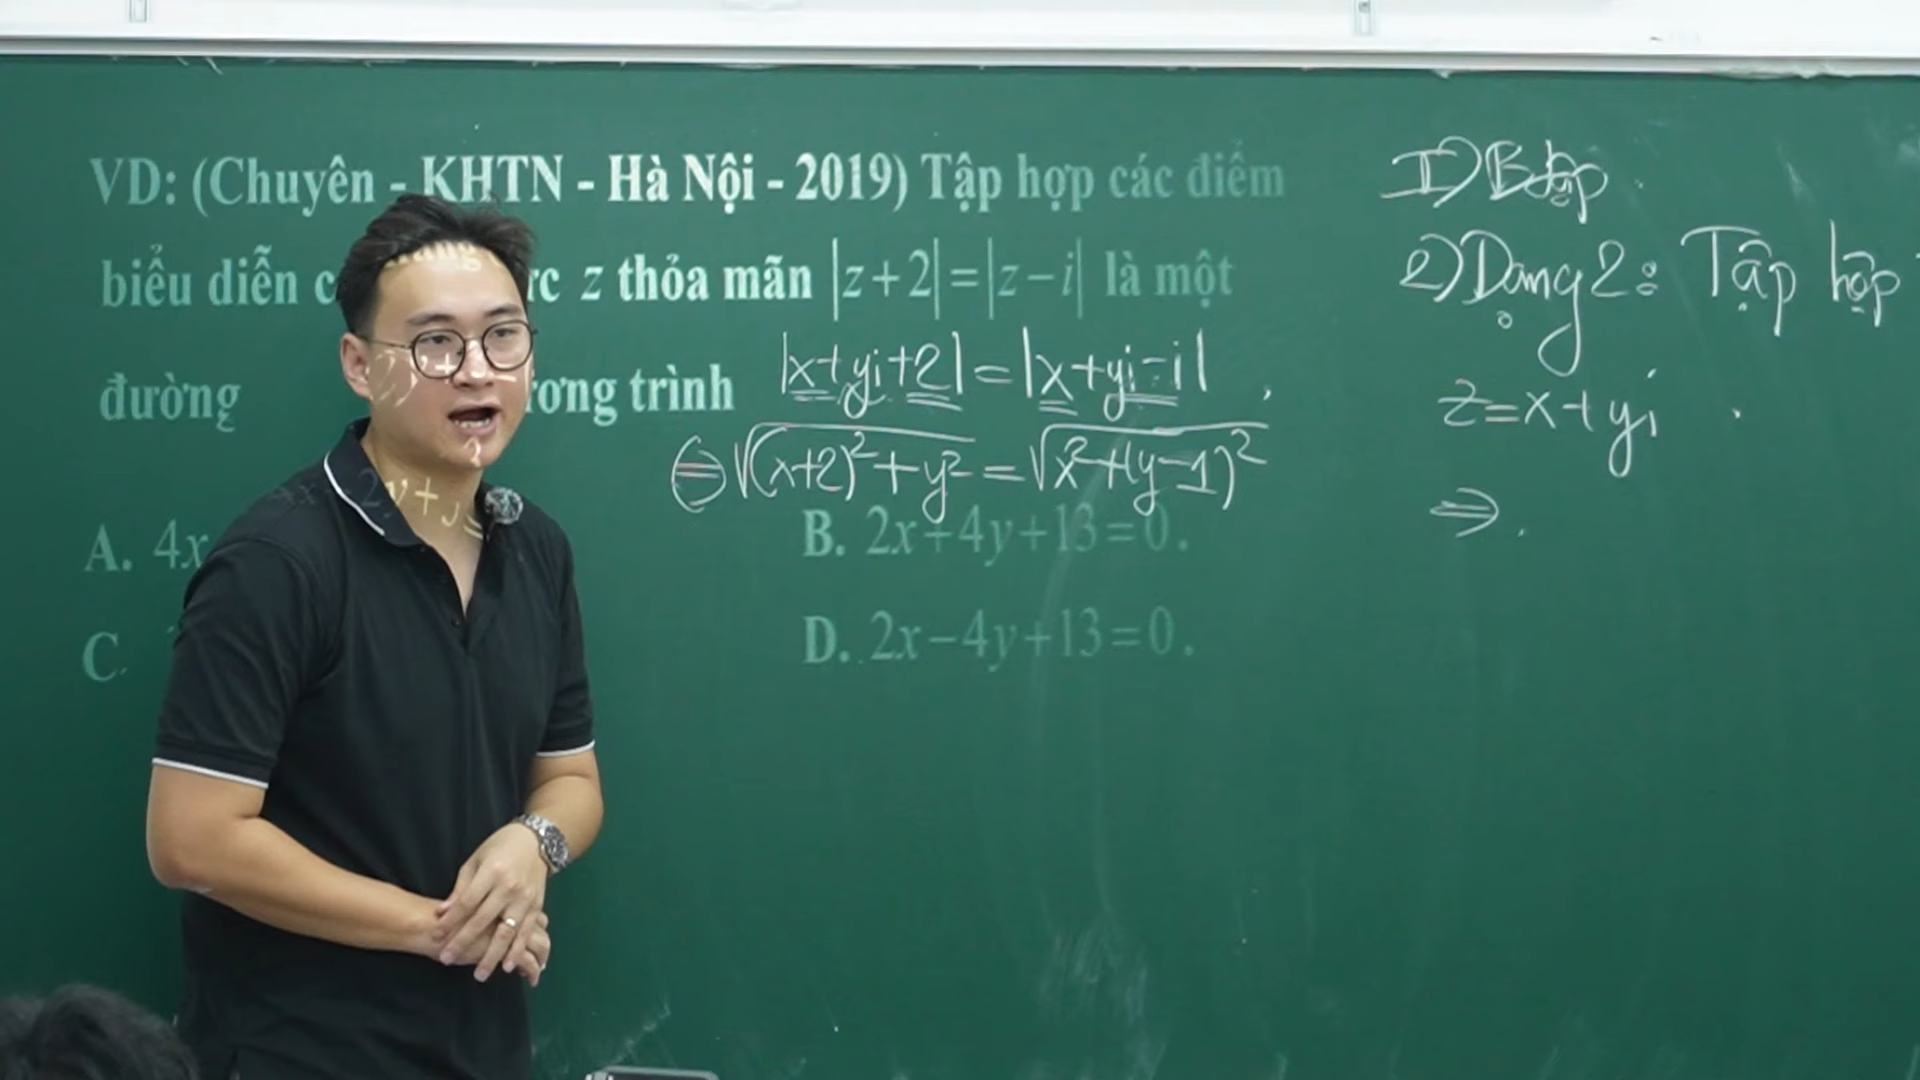 VD: (Chuyên - KHTN - Hà Nội - 2019) Tập hợp các điểm
biểu diễn z thỏa mãn |z+2|=|z−i| là một
đường trình
|x+yi+2| = |x+yi−i|
⇔ √(x+2)²+y² = √x²+(y−1)²
A. 4x
B. 2x+4y+13=0.
C.
D. 2x−4y+13=0.
I)
2) Dạng 2: Tập hợp
z=x+yi
⇒